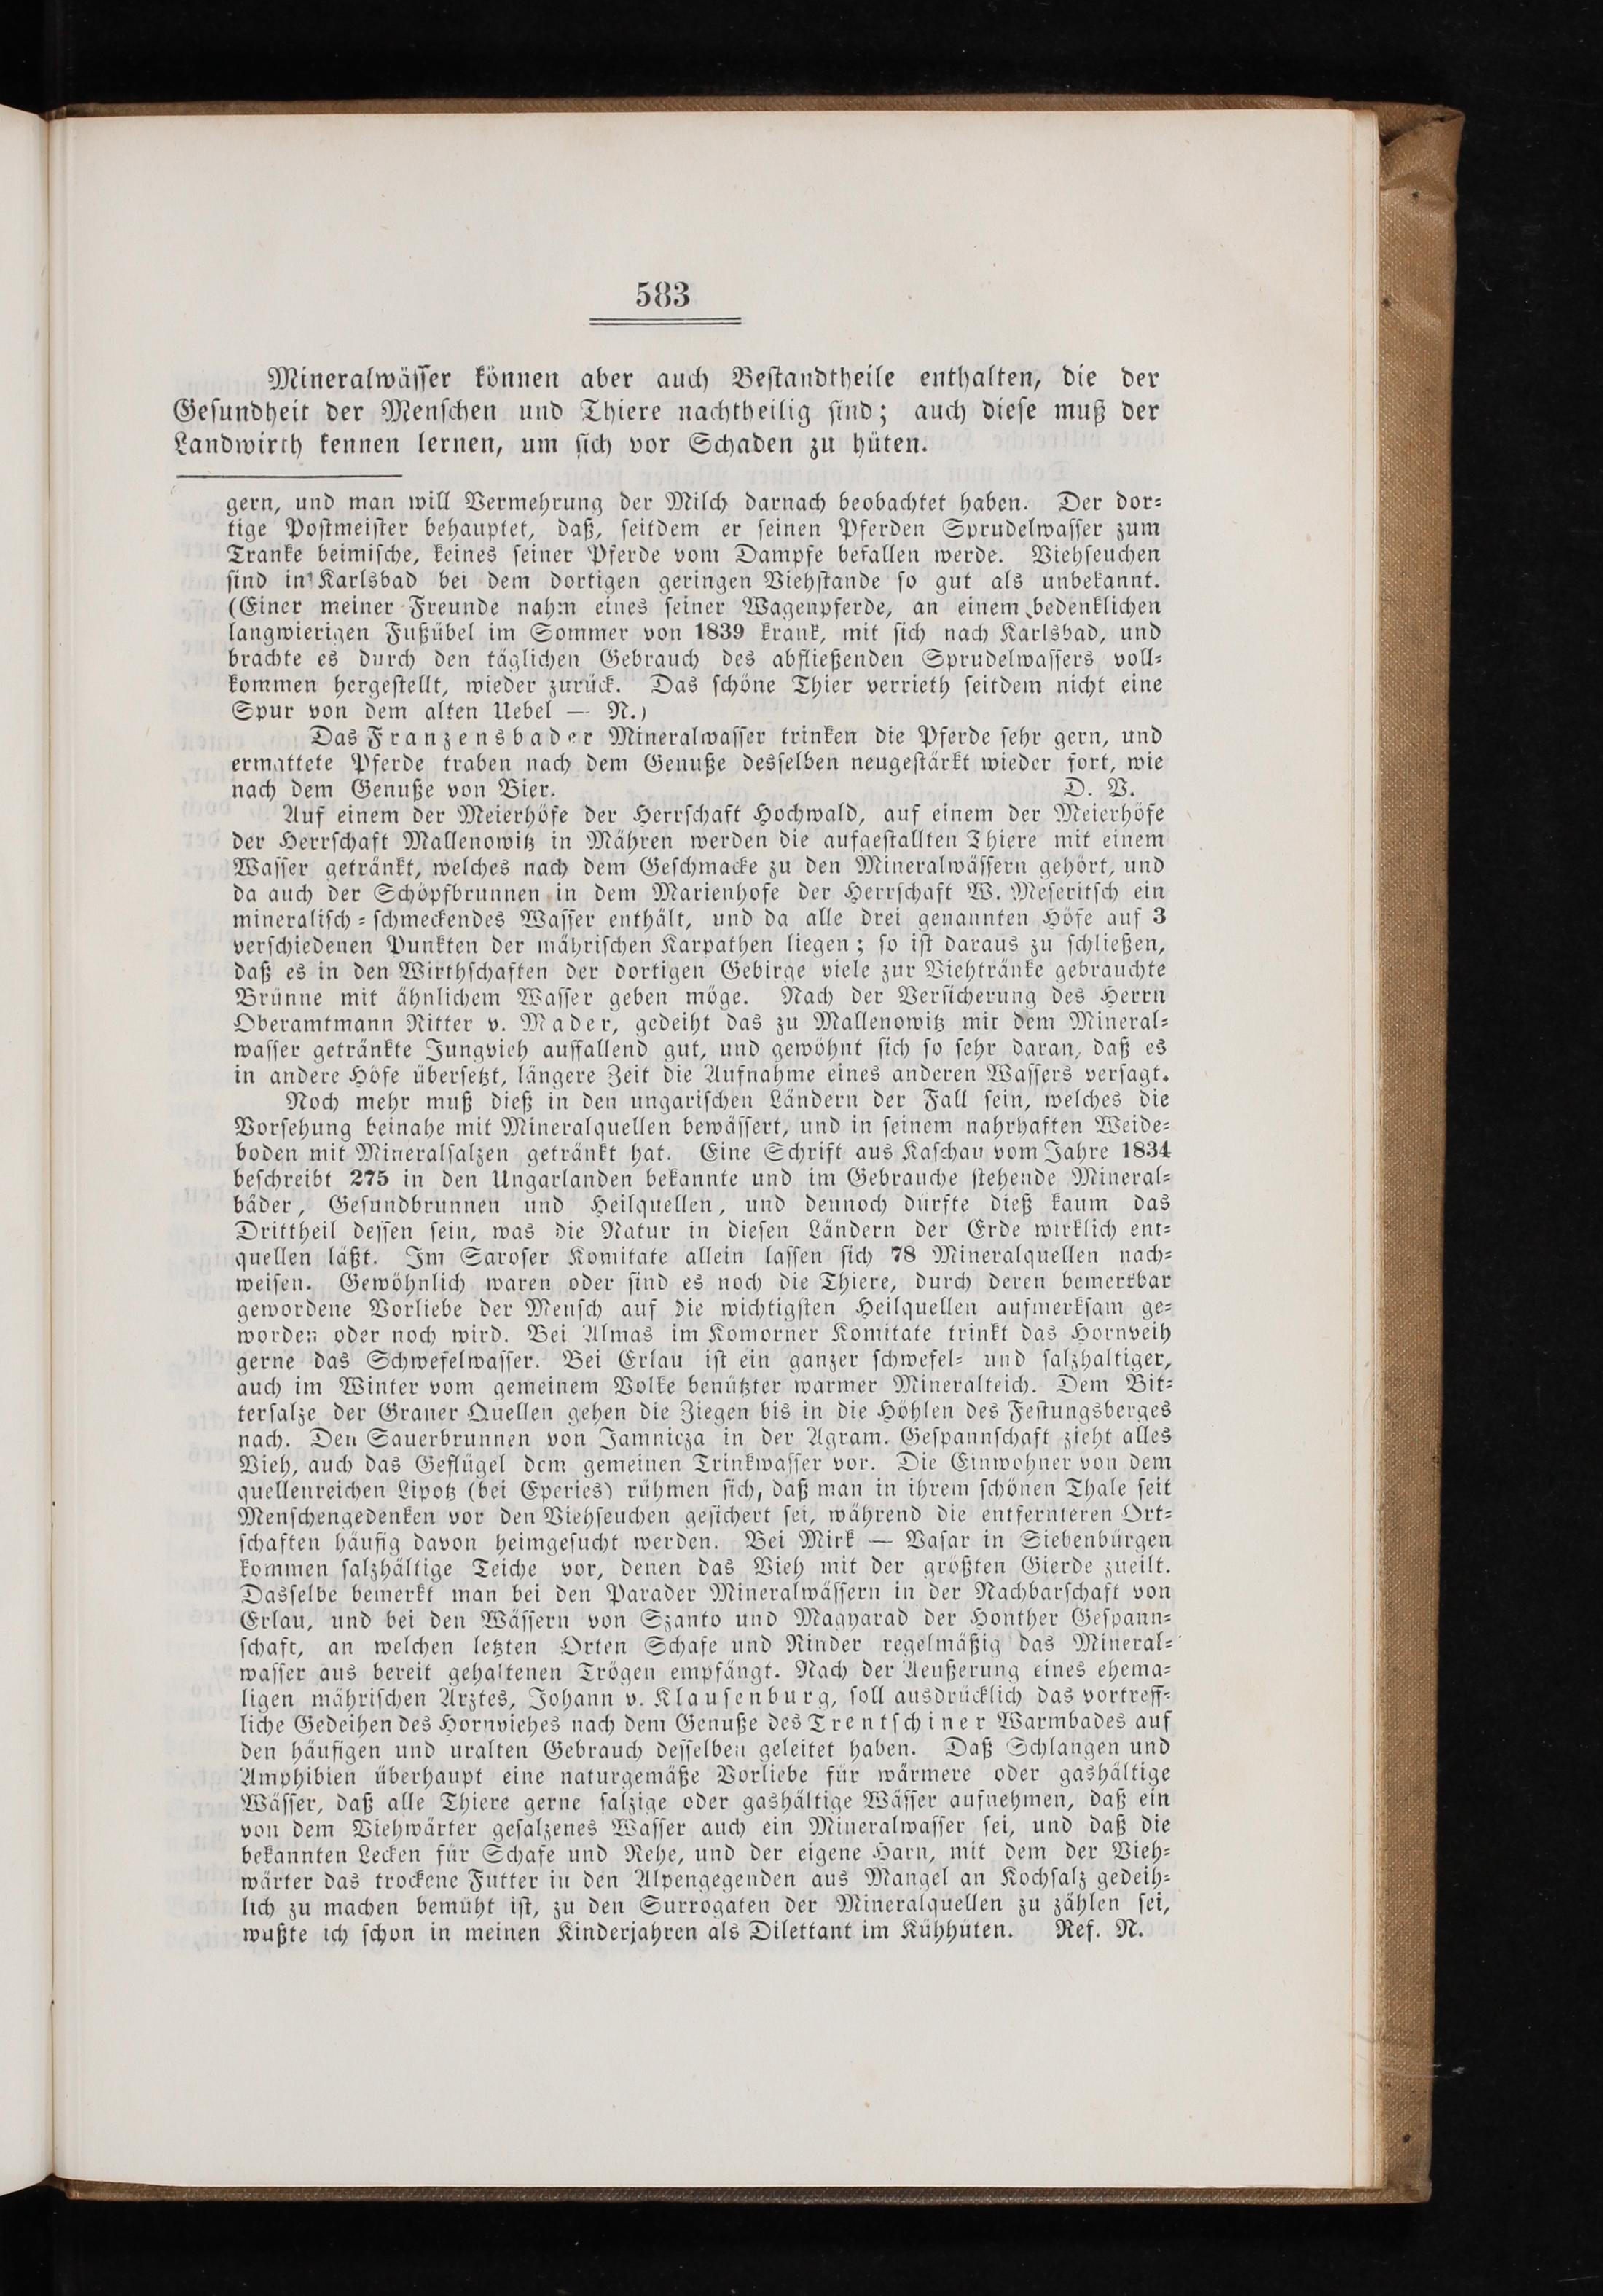 583
Mineralwässer können aber auch Bestandtheile enthalten, die der
Gesundheit der Menschen und Thiere nachtheilig sind; auch diese muß der
Landwirth kennen lernen, um sich vor Schaden zu hüten.
gern, und man will Vermehrung der Milch darnach beobachtet haben. Der dor-
tige Postmeister behauptet, daß, seitdem er seinen Pferden Sprudelwasser zum
Tranke beimische, keines seiner Pferde vom Dampfe befallen werde. Viehseuchen
sind in Karlsbad bei dem dortigen geringen Viehstande so gut als unbekannt.
(Einer meiner Freunde nahm eines seiner Wagenpferde, an einem bedenklichen
langwierigen Fußübel im Sommer von 1839 krank, mit sich nach Karlsbad, und
brachte es durch den täglichen Gebrauch des abfließenden Sprudelwassers voll-
kommen hergestellt, wieder zurück. Das schöne Thier verrieth seitdem nicht eine
Spur von dem alten Uebel — N.)
Das Franzensbader Mineralwasser trinken die Pferde sehr gern, und
ermattete Pferde traben nach dem Genuße desselben neugestärkt wieder fort, wie
nach dem Genuße von Bier. D. V.
Auf einem der Meierhöfe der Herrschaft Hochwald, auf einem der Meierhöfe
der Herrschaft Mallenowitz in Mähren werden die aufgestallten Thiere mit einem
Wasser getränkt, welches nach dem Geschmacke zu den Mineralwässern gehört, und
da auch der Schöpfbrunnen in dem Marienhofe der Herrschaft W. Meseritsch ein
mineralisch-schmeckendes Wasser enthält, und da alle drei genannten Höfe auf 3
verschiedenen Punkten der mährischen Karpathen liegen; so ist daraus zu schließen,
daß es in den Wirthschaften der dortigen Gebirge viele zur Viehtränke gebrauchte
Brünne mit ähnlichem Wasser geben möge. Nach der Versicherung des Herrn
Oberamtmann Ritter v. Mader, gedeiht das zu Mallenowitz mit dem Mineral-
wasser getränkte Jungvieh auffallend gut, und gewöhnt sich so sehr daran, daß es
in andere Höfe übersetzt, längere Zeit die Aufnahme eines anderen Wassers versagt.
Noch mehr muß dieß in den ungarischen Ländern der Fall sein, welches die
Vorsehung beinahe mit Mineralquellen bewässert, und in seinem nahrhaften Weide-
boden mit Mineralsalzen getränkt hat. Eine Schrift aus Kaschau vom Jahre 1834
beschreibt 275 in den Ungarlanden bekannte und im Gebrauche stehende Mineral-
bäder, Gesundbrunnen und Heilquellen, und dennoch dürfte dieß kaum das
Drittheil dessen sein, was die Natur in diesen Ländern der Erde wirklich ent-
quellen läßt. Im Saroser Komitate allein lassen sich 78 Mineralquellen nach-
weisen. Gewöhnlich waren oder sind es noch die Thiere, durch deren bemerkbar
gewordene Vorliebe der Mensch auf die wichtigsten Heilquellen aufmerksam ge-
worden oder noch wird. Bei Almas im Komorner Komitate trinkt das Hornveih
gerne das Schwefelwasser. Bei Erlau ist ein ganzer schwefel- und salzhaltiger,
auch im Winter vom gemeinem Volke benützter warmer Mineralteich. Dem Bit-
tersalze der Graner Quellen gehen die Ziegen bis in die Höhlen des Festungsberges
nach. Den Sauerbrunnen von Jamnicza in der Agram. Gespannschaft zieht alles
Vieh, auch das Geflügel dem gemeinen Trinkwasser vor. Die Einwohner von dem
quellenreichen Lipotz (bei Eperies) rühmen sich, daß man in ihrem schönen Thale seit
Menschengedenken vor den Viehseuchen gesichert sei, während die entfernteren Ort-
schaften häufig davon heimgesucht werden. Bei Mirk — Vasar in Siebenbürgen
kommen salzhältige Teiche vor, denen das Vieh mit der größten Gierde zueilt.
Dasselbe bemerkt man bei den Parader Mineralwässern in der Nachbarschaft von
Erlau, und bei den Wässern von Szanto und Magyarad der Honther Gespann-
schaft, an welchen letzten Orten Schafe und Rinder regelmäßig das Mineral-
wasser aus bereit gehaltenen Trögen empfängt. Nach der Aeußerung eines ehema-
ligen mährischen Arztes, Johann v. Klausenburg, soll ausdrücklich das vortreff-
liche Gedeihen des Hornviehes nach dem Genuße des Trentschiner Warmbades auf
den häufigen und uralten Gebrauch desselben geleitet haben. Daß Schlangen und
Amphibien überhaupt eine naturgemäße Vorliebe für wärmere oder gashältige
Wässer, daß alle Thiere gerne salzige oder gashältige Wässer aufnehmen, daß ein
von dem Viehwärter gesalzenes Wasser auch ein Mineralwasser sei, und daß die
bekannten Lecken für Schafe und Rehe, und der eigene Harn, mit dem der Vieh-
wärter das trockene Futter in den Alpengegenden aus Mangel an Kochsalz gedeih-
lich zu machen bemüht ist, zu den Surrogaten der Mineralquellen zu zählen sei,
wußte ich schon in meinen Kinderjahren als Dilettant im Kühhüten. Ref. N.